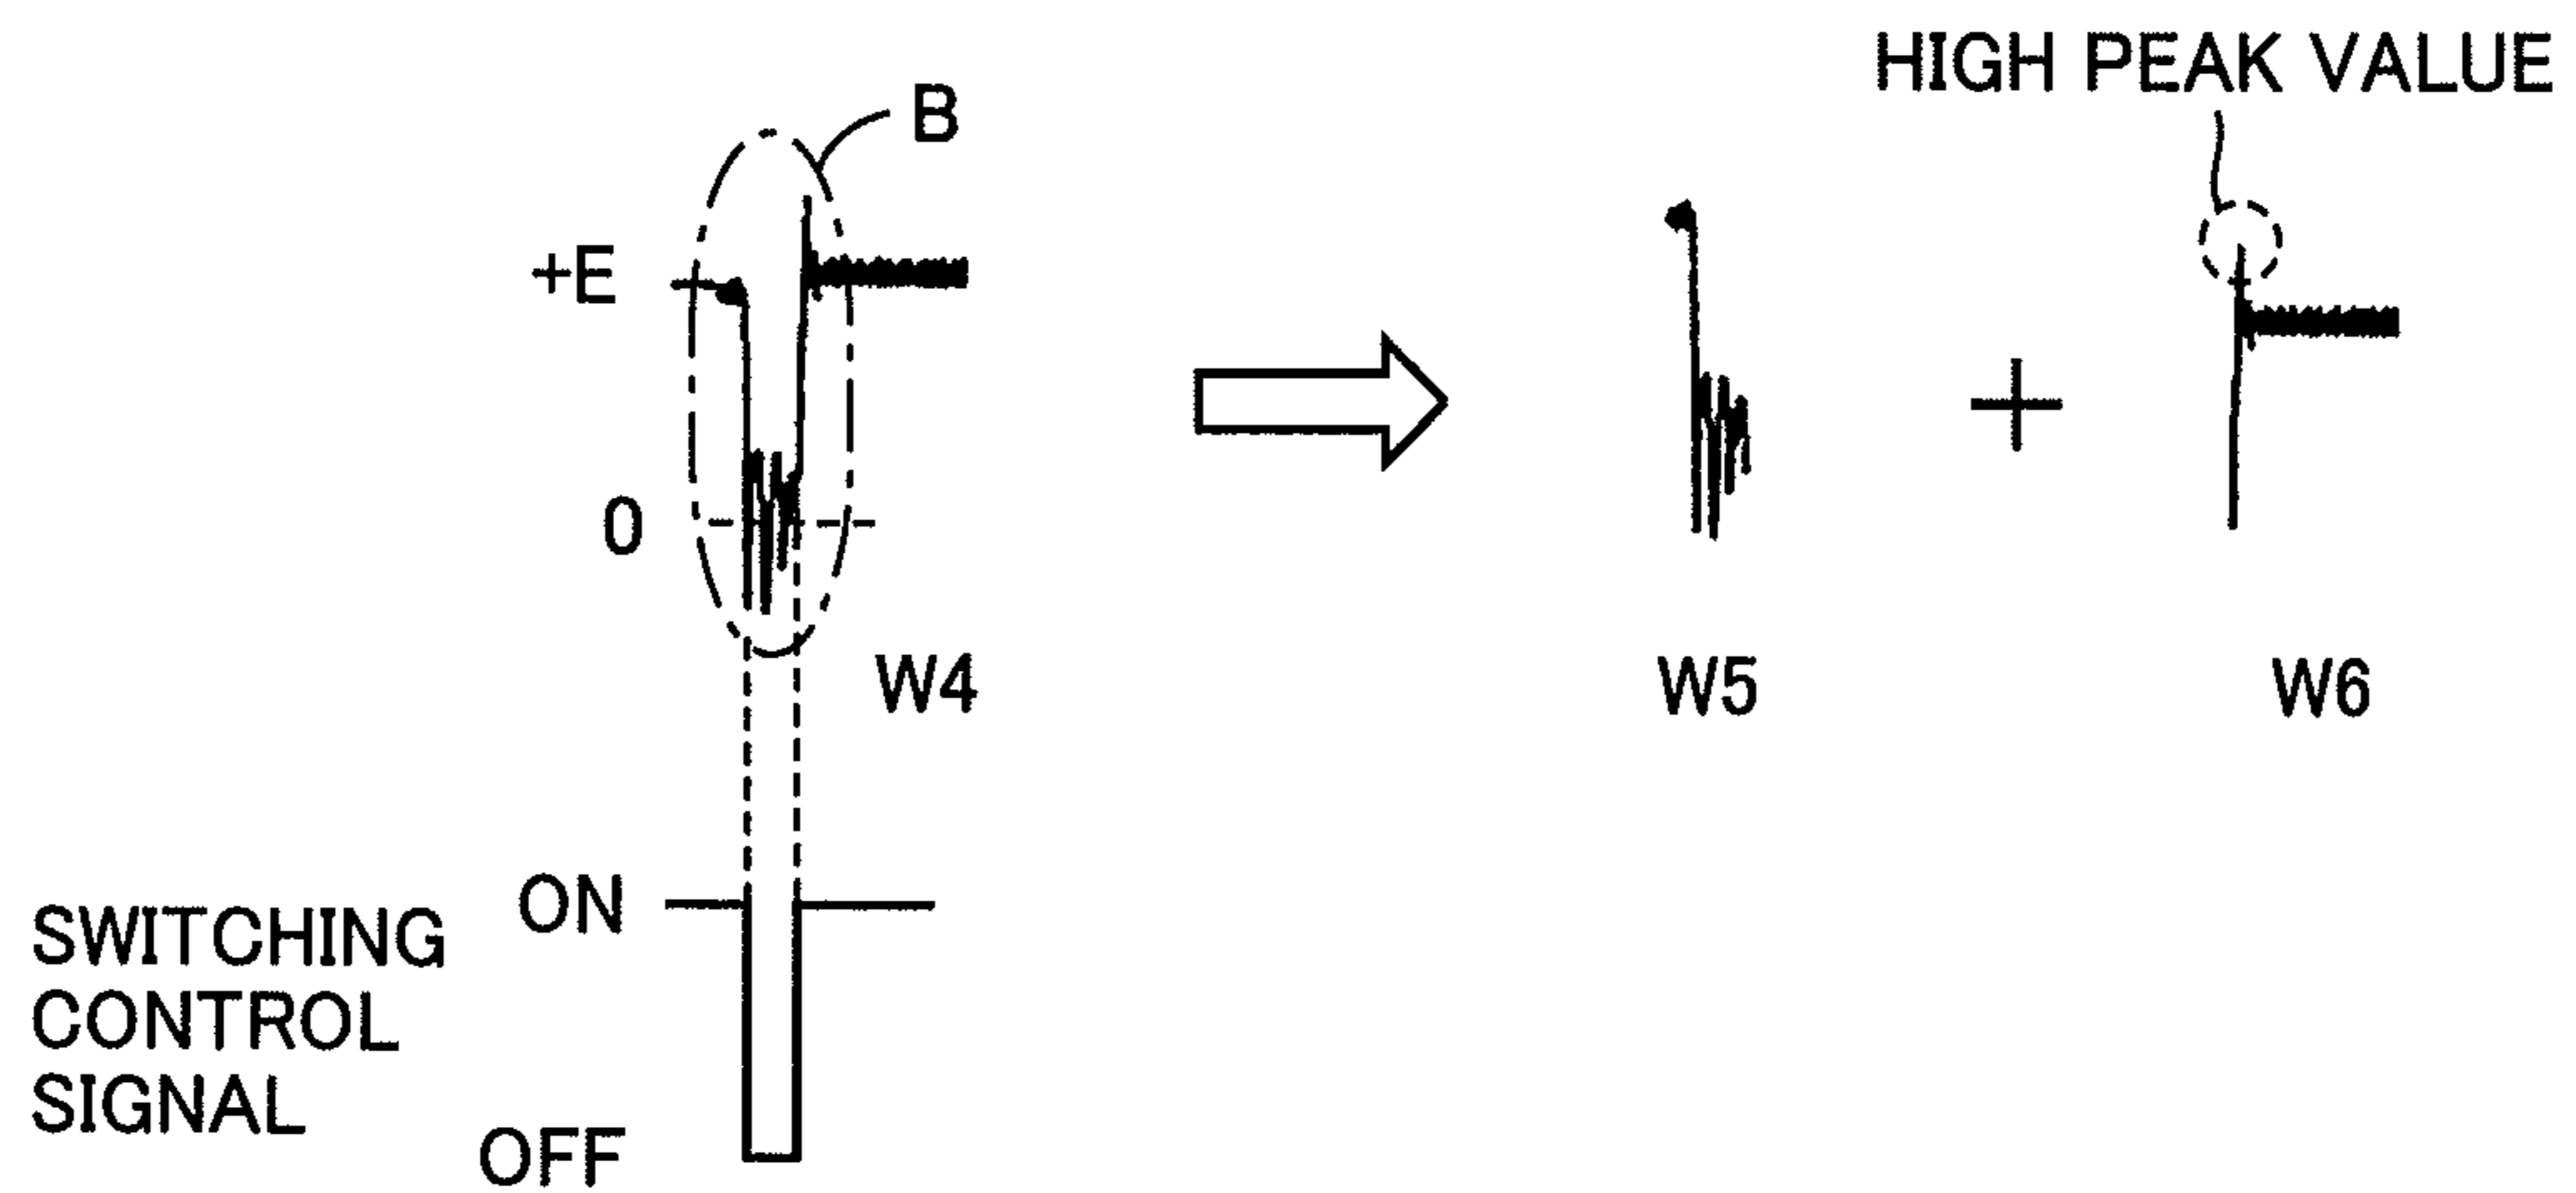 HIGH PEAK VALUE
B
+E
0
W4
+
W5
W6
ON
SWITCHING
CONTROL
SIGNAL
OFF